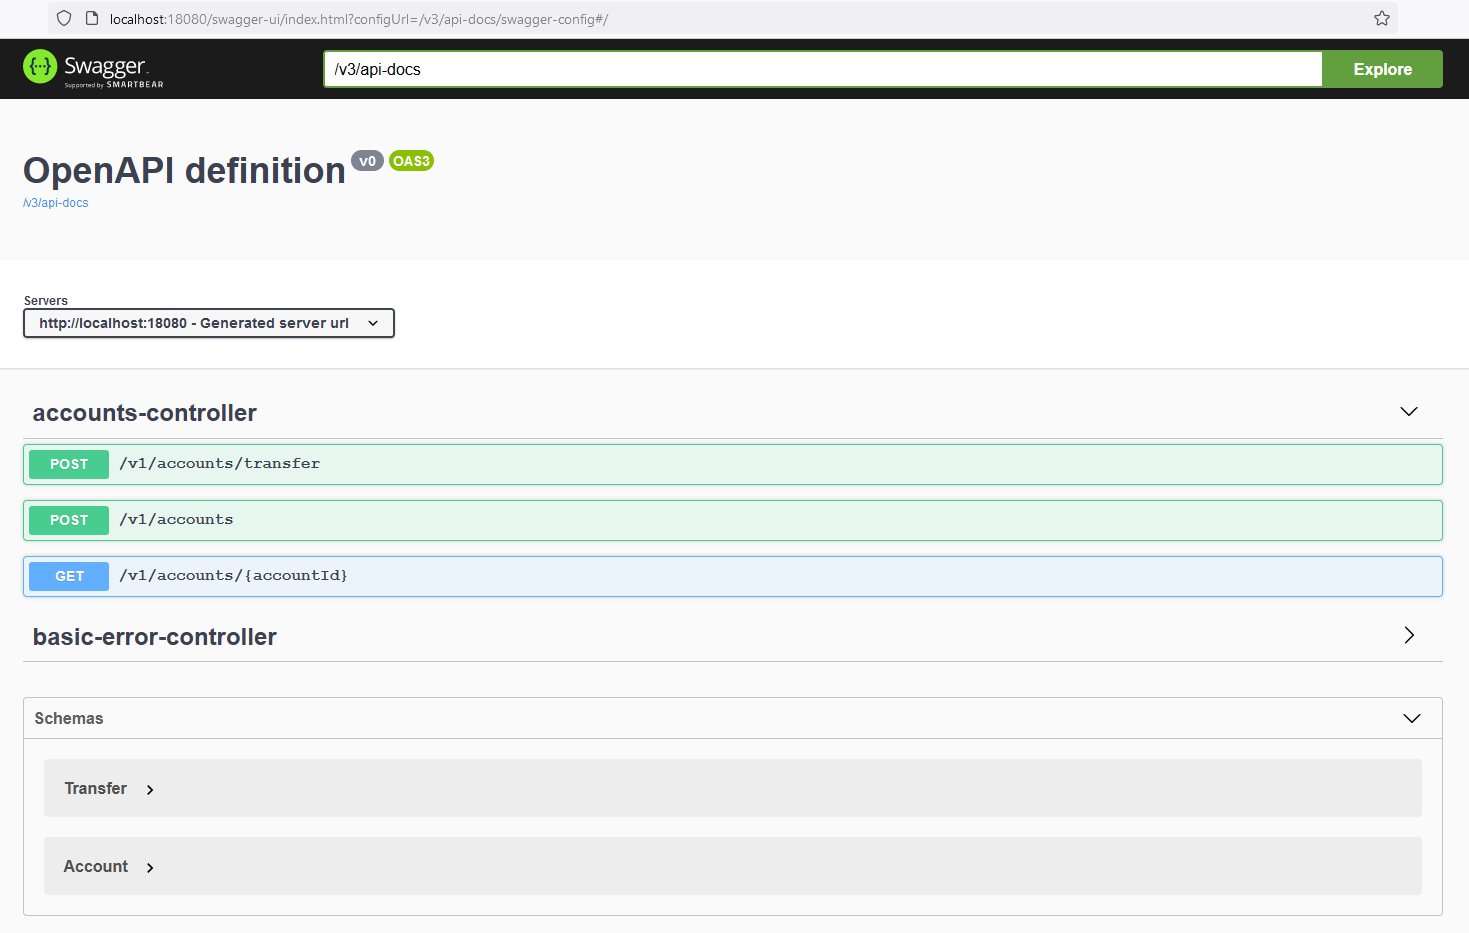 localhost:18080/swagger-ui/index.html?configUrl=/v3/api-docs/swagger-config#/
{...} Swagger.
Supported by SMARTBEAR
/v3/api-docs
Explore
OpenAPI definition v0 OAS3
/v3/api-docs
Servers
http://localhost:18080 - Generated server url
accounts-controller
POST /v1/accounts/transfer
POST /v1/accounts
GET /v1/accounts/{accountId}
basic-error-controller
Schemas
Transfer
Account